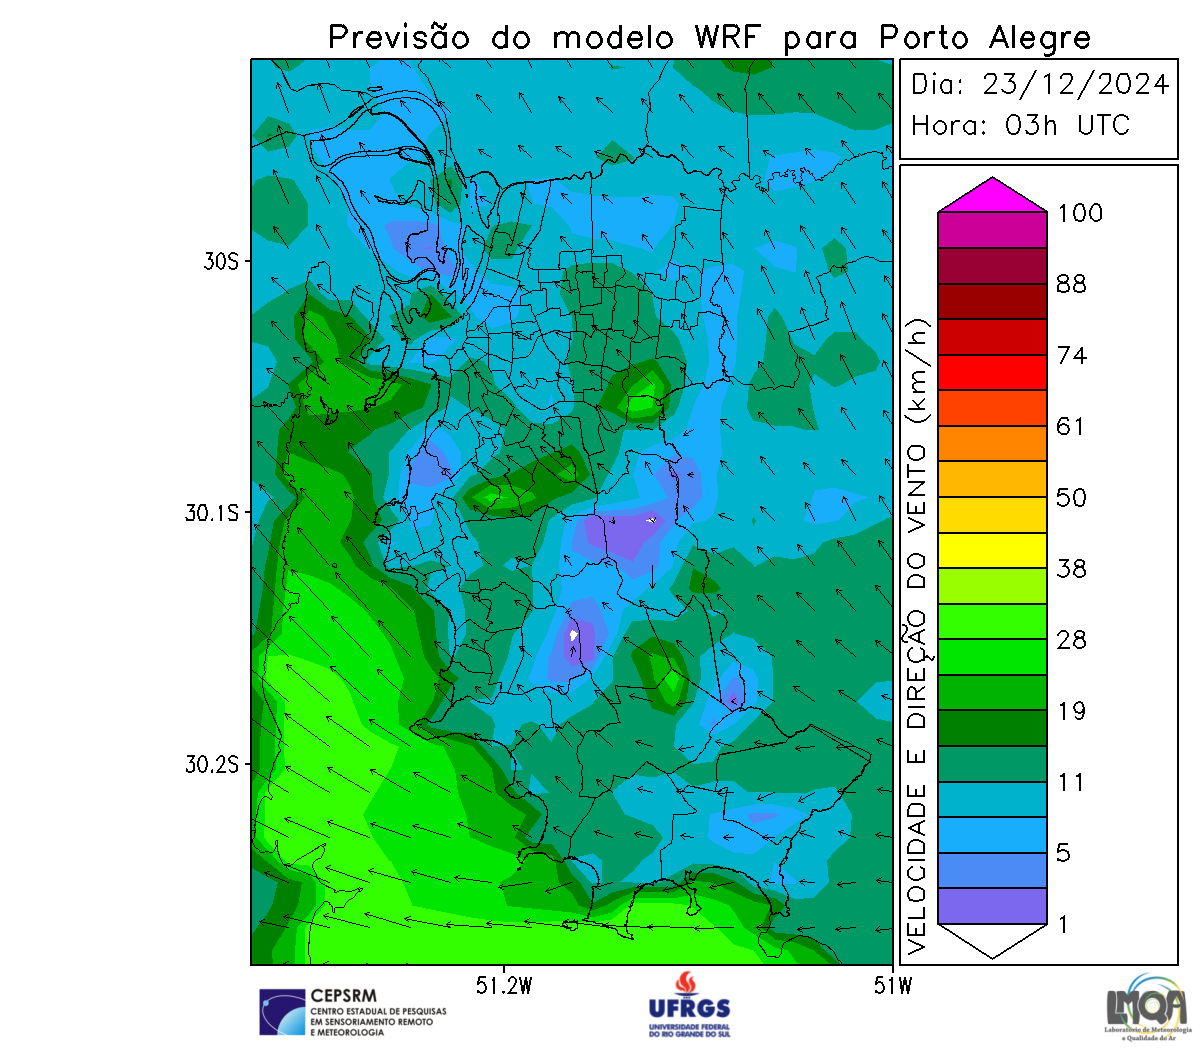 Previsão do modelo WRF para Porto Alegre
Dia: 23/12/2024
Hora: 03h UTC
100
88
74
61
50
38
28
19
11
5
1
VELOCIDADE E DIREÇÃO DO VENTO (km/h)
30S
30.1S
30.2S
51.2W
51W
CEPSRM
CENTRO ESTADUAL DE PESQUISAS
EM SENSORIAMENTO REMOTO
E METEOROLOGIA
UFRGS
UNIVERSIDADE FEDERAL
DO RIO GRANDE DO SUL
LMQA
Laboratório de Meteorologia
e Qualidade do Ar